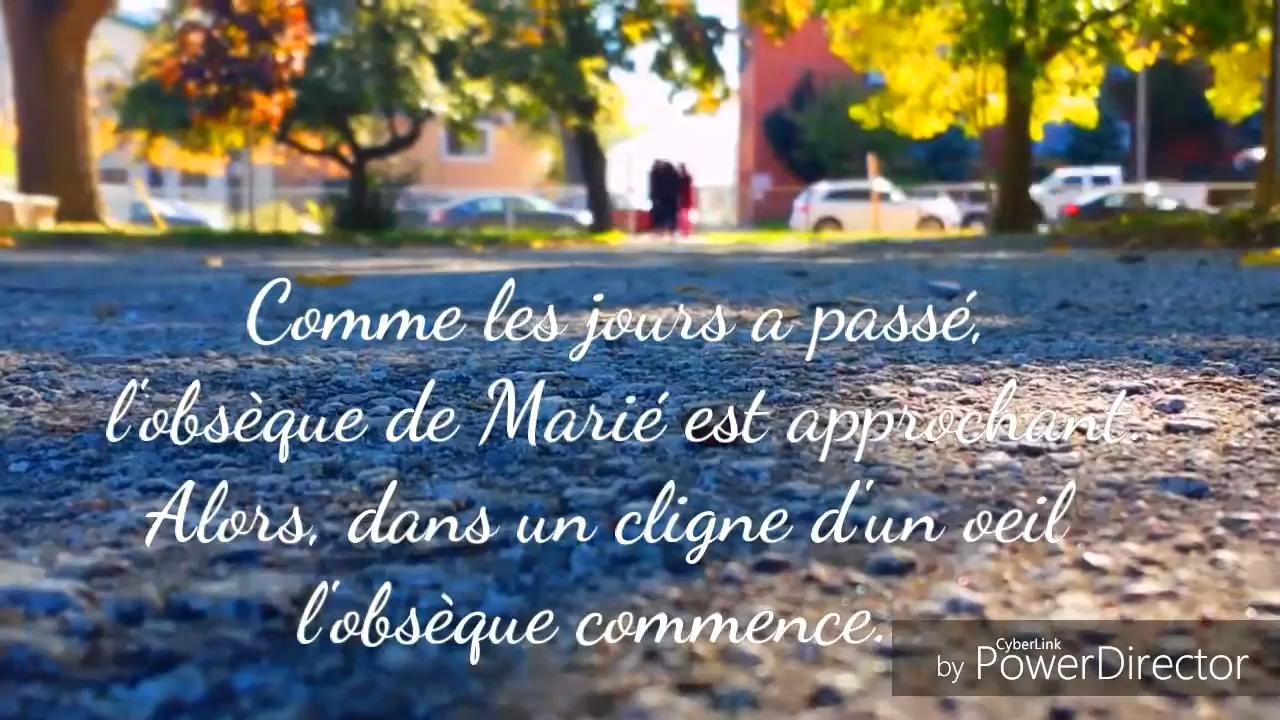 Comme les jours a passé,
l'obsèque de Marié est approchant.
Alors, dans un cligne d'un oeil
l'obsèque commence.
CyberLink
by PowerDirector